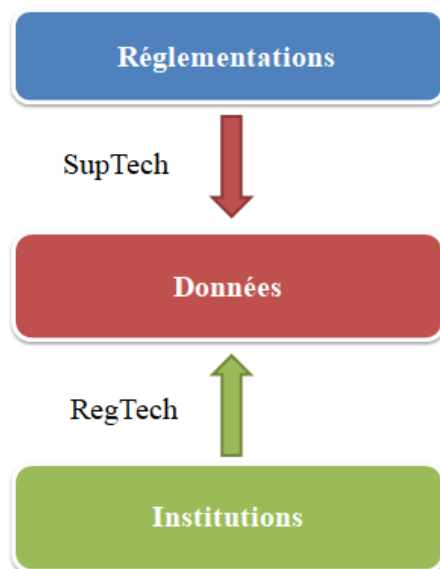 Réglementations
SupTech
Données
RegTech
Institutions